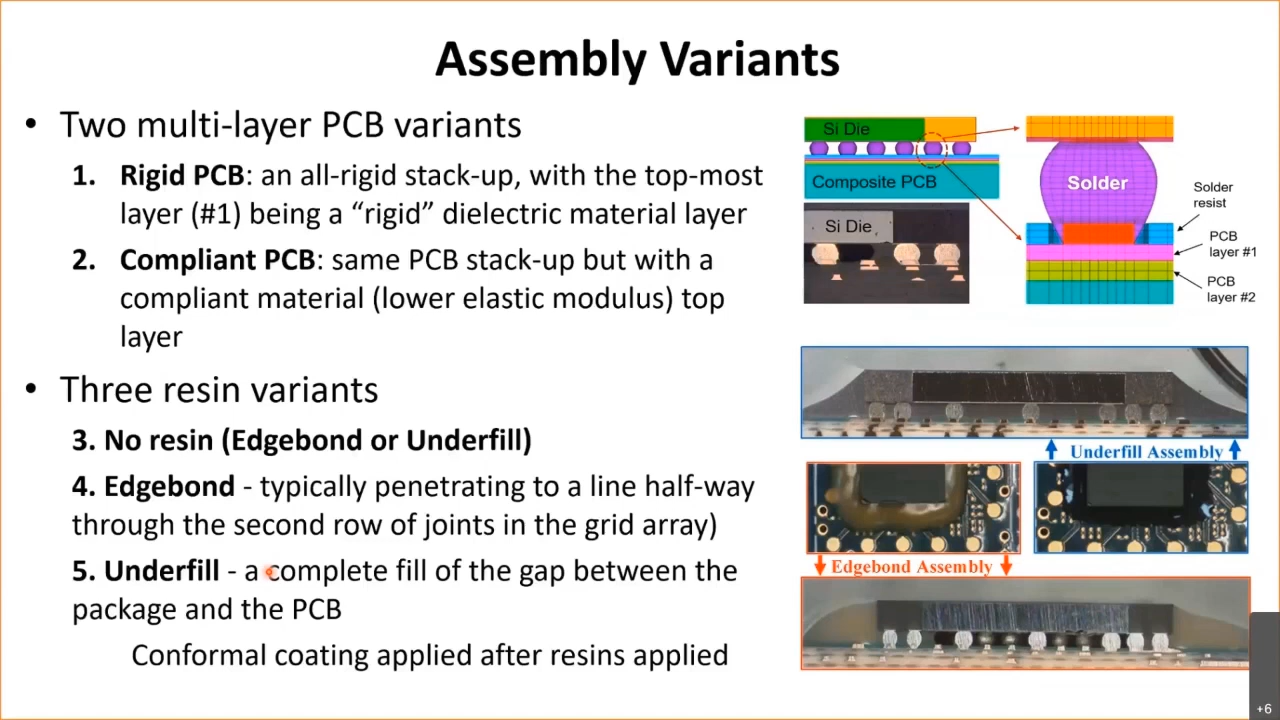 Assembly Variants
• Two multi-layer PCB variants
1. Rigid PCB: an all-rigid stack-up, with the top-most
layer (#1) being a “rigid” dielectric material layer
2. Compliant PCB: same PCB stack-up but with a
compliant material (lower elastic modulus) top
layer
• Three resin variants
3. No resin (Edgebond or Underfill)
4. Edgebond - typically penetrating to a line half-way
through the second row of joints in the grid array)
5. Underfill - a complete fill of the gap between the
package and the PCB
Conformal coating applied after resins applied
Si Die
Composite PCB
Si Die
Solder
Solder
resist
PCB
layer #1
PCB
layer #2
Underfill Assembly
Edgebond Assembly
+6